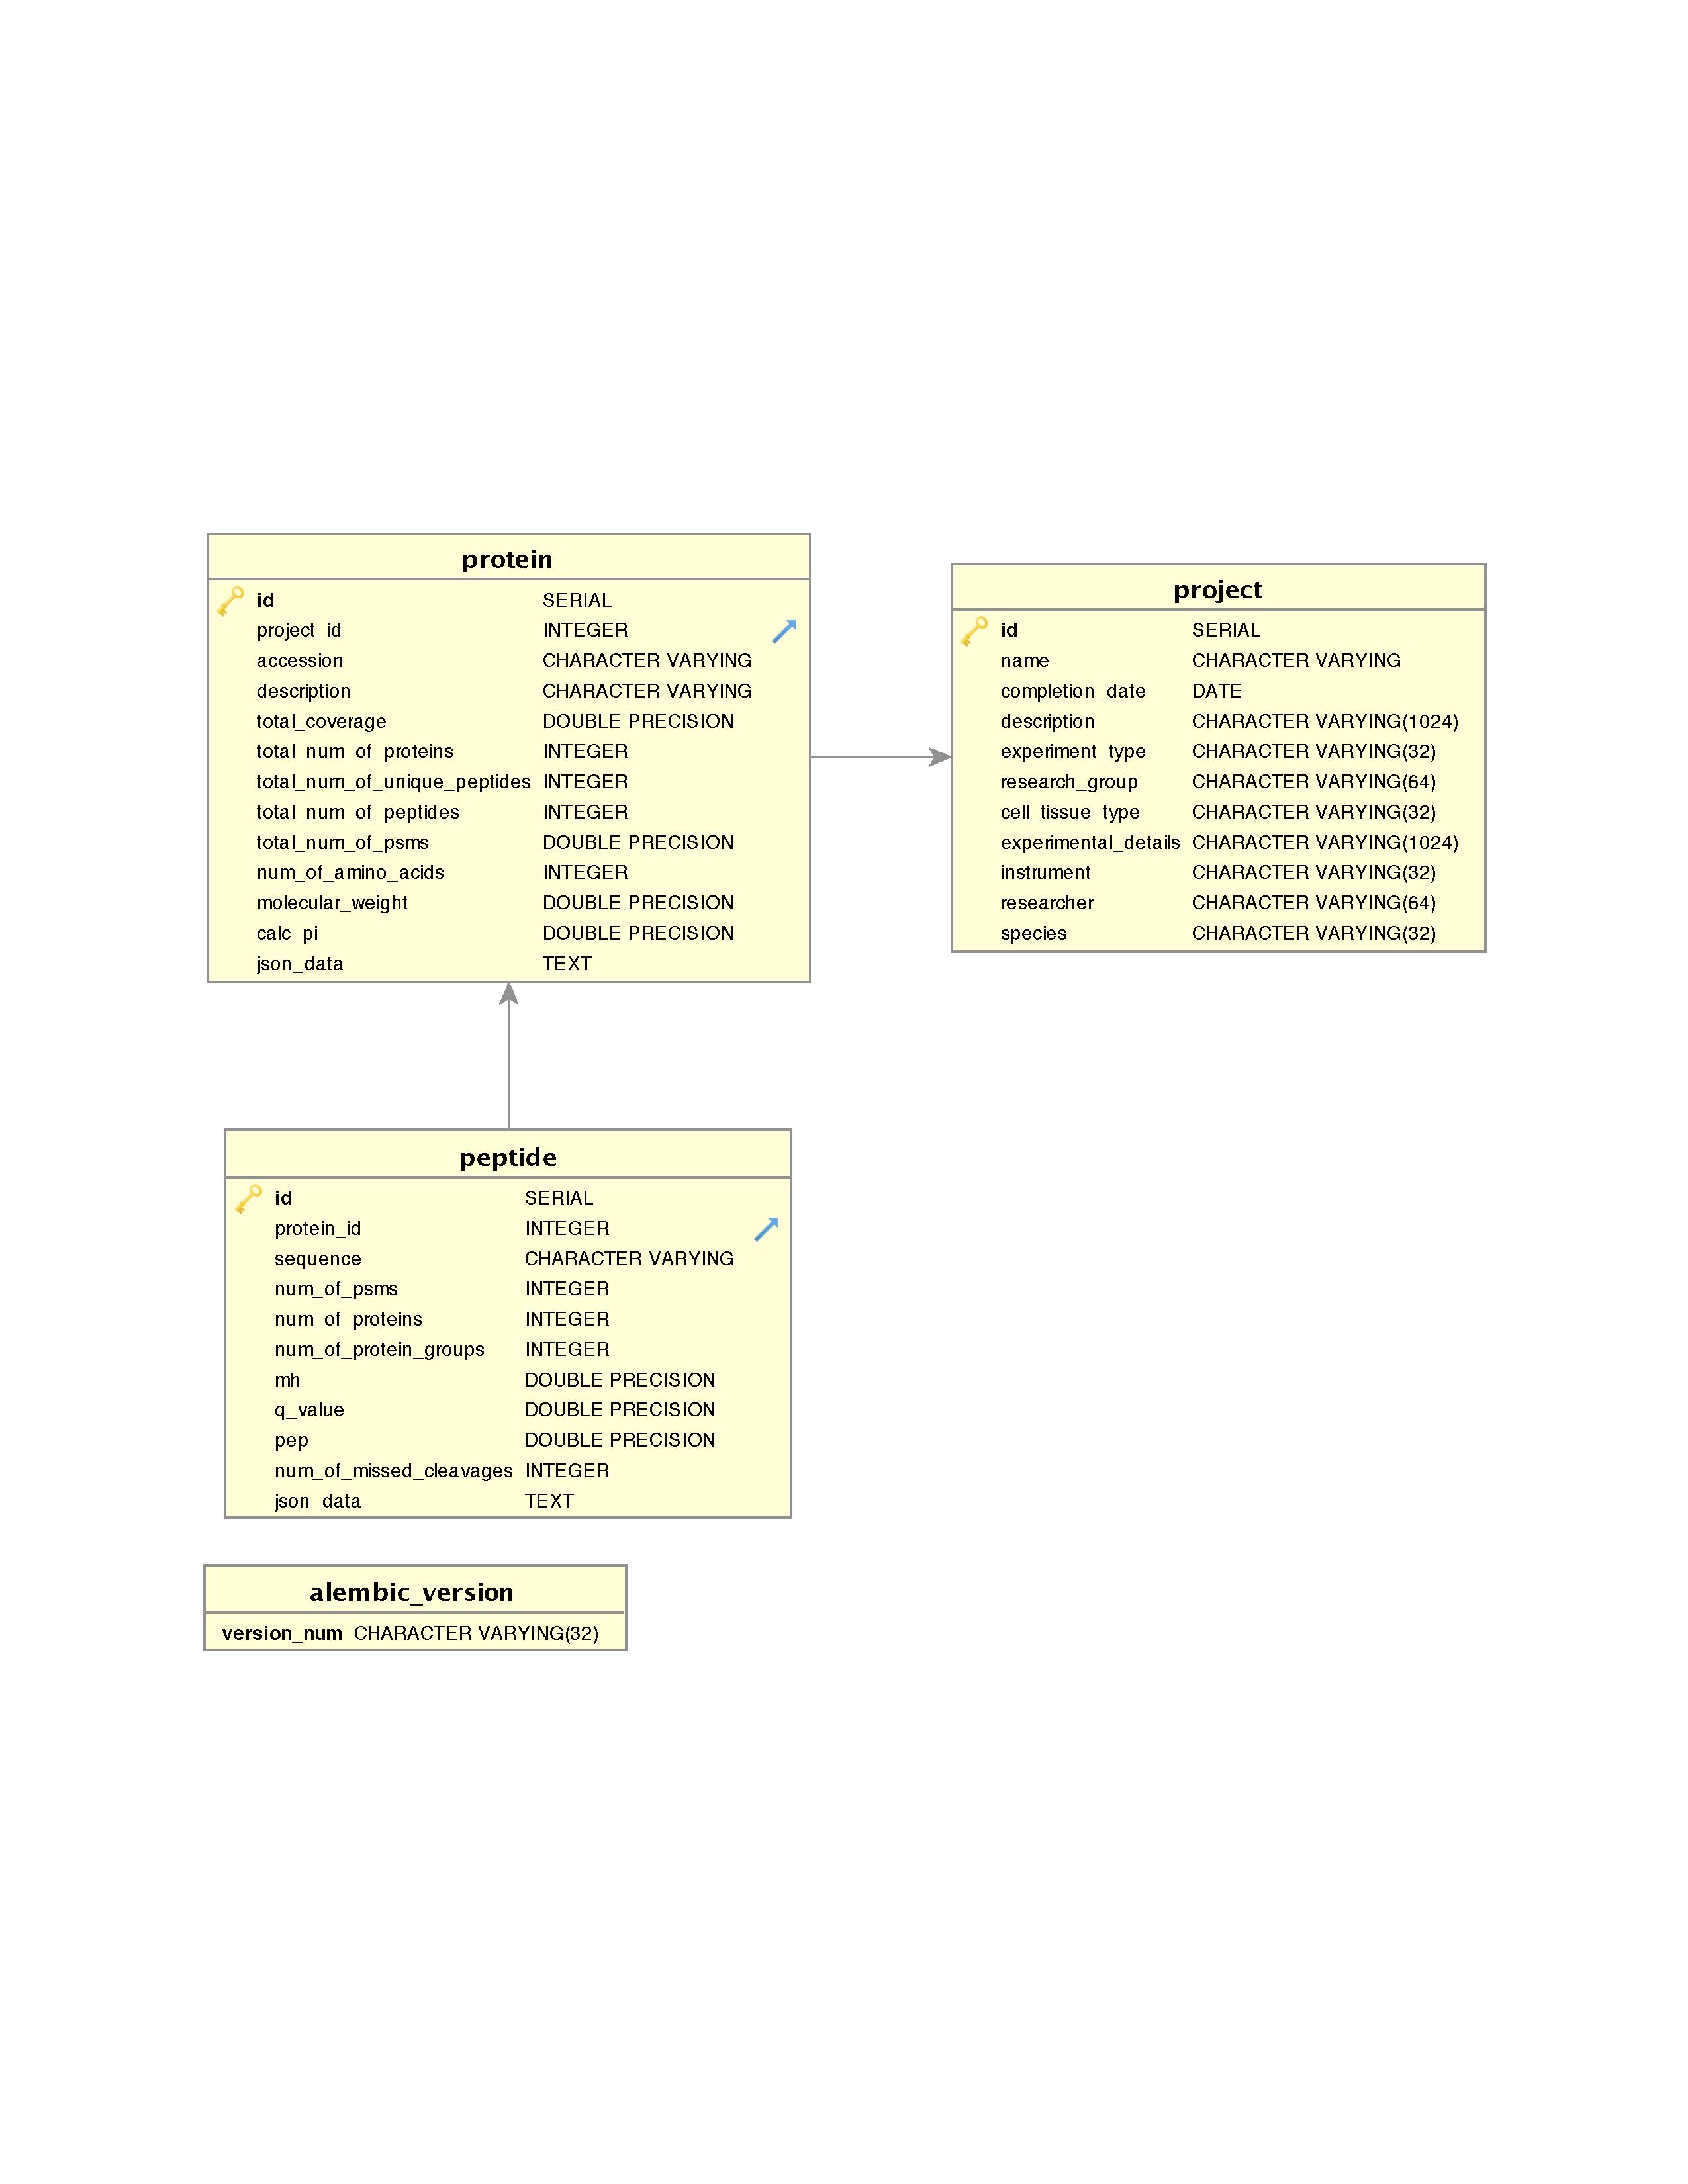 protein
id SERIAL
project_id INTEGER
accession CHARACTER VARYING
description CHARACTER VARYING
total_coverage DOUBLE PRECISION
total_num_of_proteins INTEGER
total_num_of_unique_peptides INTEGER
total_num_of_peptides INTEGER
total_num_of_psms DOUBLE PRECISION
num_of_amino_acids INTEGER
molecular_weight DOUBLE PRECISION
calc_pi DOUBLE PRECISION
json_data TEXT
project
id SERIAL
name CHARACTER VARYING
completion_date DATE
description CHARACTER VARYING(1024)
experiment_type CHARACTER VARYING(32)
research_group CHARACTER VARYING(64)
cell_tissue_type CHARACTER VARYING(32)
experimental_details CHARACTER VARYING(1024)
instrument CHARACTER VARYING(32)
researcher CHARACTER VARYING(64)
species CHARACTER VARYING(32)
peptide
id SERIAL
protein_id INTEGER
sequence CHARACTER VARYING
num_of_psms INTEGER
num_of_proteins INTEGER
num_of_protein_groups INTEGER
mh DOUBLE PRECISION
q_value DOUBLE PRECISION
pep DOUBLE PRECISION
num_of_missed_cleavages INTEGER
json_data TEXT
alembic_version
version_num CHARACTER VARYING(32)